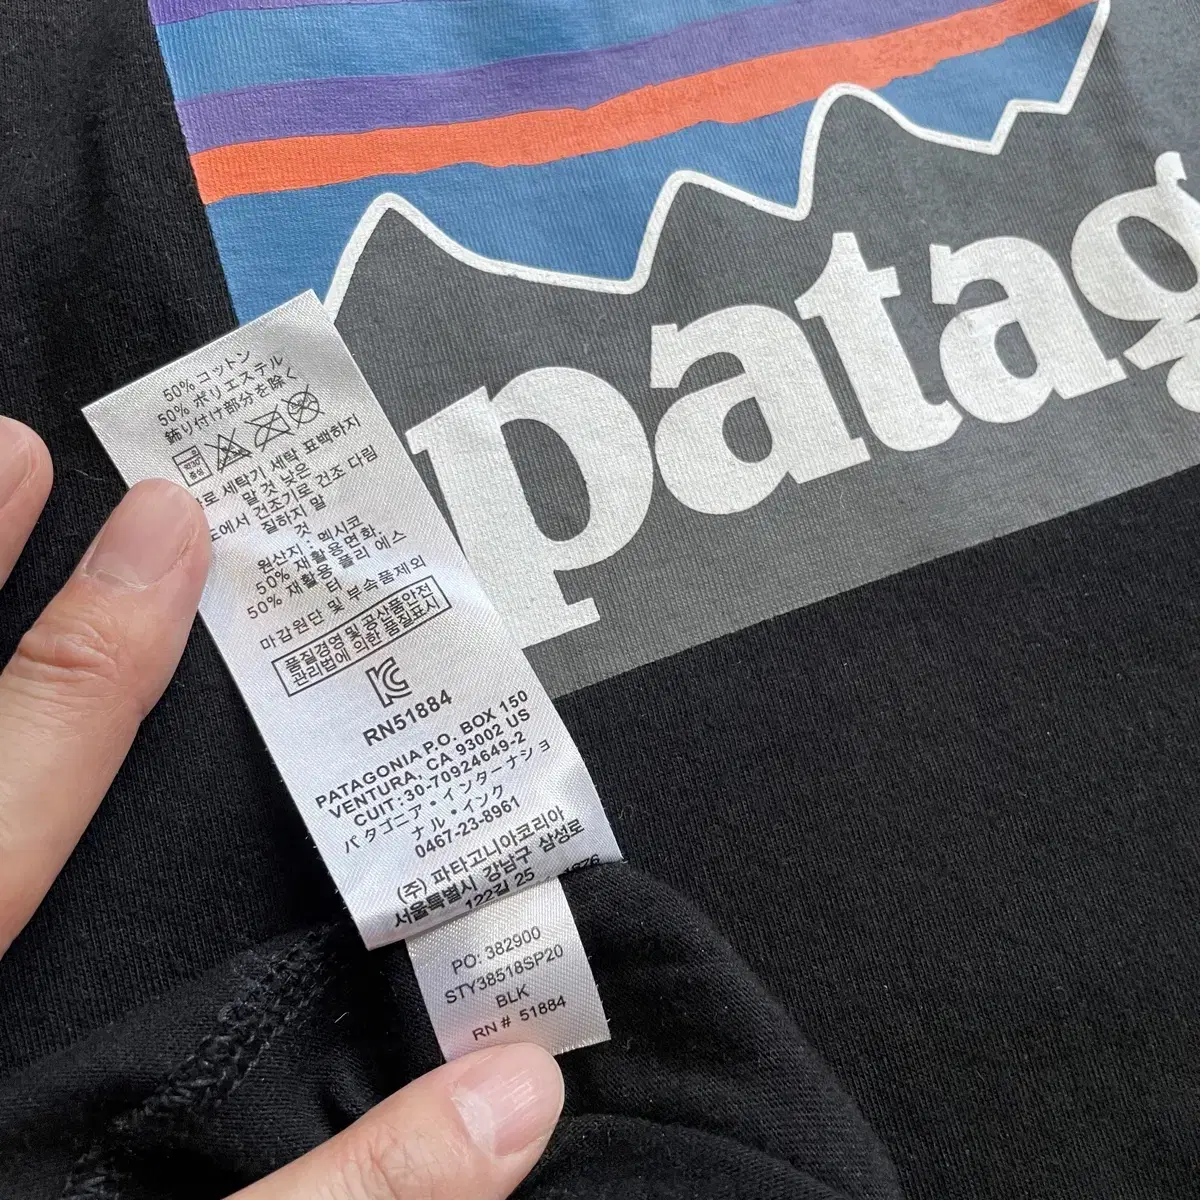 patag
50% コットン
50% ポリエステル
飾り付け部分を除く
로 세탁기 세탁 표백하지
말 것 낮은
도에서 건조기로 건조 다림
질하지 말
것
원산지 : 멕시코
50% 재활용면화,
50% 재활용 폴리 에스
터
마감원단 및 부속품제외
품질경영 및 공산품안전
관리법에 의한 품질표시
RN51884
PATAGONIA P.O. BOX 150
VENTURA, CA 93002 US
CUIT:30-70924649-2
パタゴニア・インターナショ
ナル・インク
0467-23-8961
(주) 파타고니아코리아
서울특별시 강남구 삼성로
122길 25
PO: 382900
STY38518SP20
BLK
RN # 51884